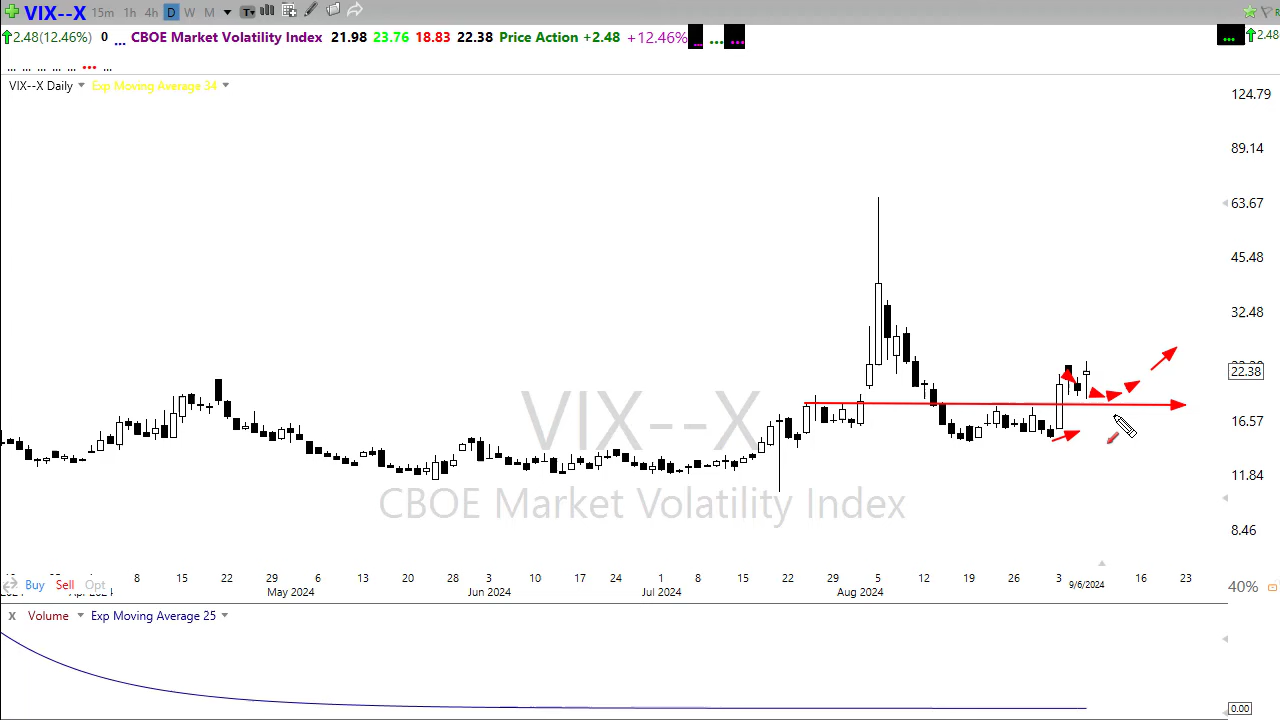 VIX--X 15m 1h 4h D W M T
2.48(12.46%) 0 ... CBOE Market Volatility Index 21.98 23.76 18.83 22.38 Price Action +2.48 +12.46% ... ... ... ... 2.48
... ... ... ... ... ... ...
VIX--X Daily Exp Moving Average 34
124.79
89.14
63.67
45.48
32.48
22.38
16.57
11.84
8.46
VIX--X
CBOE Market Volatility Index
8 15 22 29 6 13 20 28 3 10 17 24 1 8 15 22 29 5 12 19 26 3 9/6/2024 16 23
Buy Sell Opt 40%
May 2024 Jun 2024 Jul 2024 Aug 2024
X Volume Exp Moving Average 25
0.00